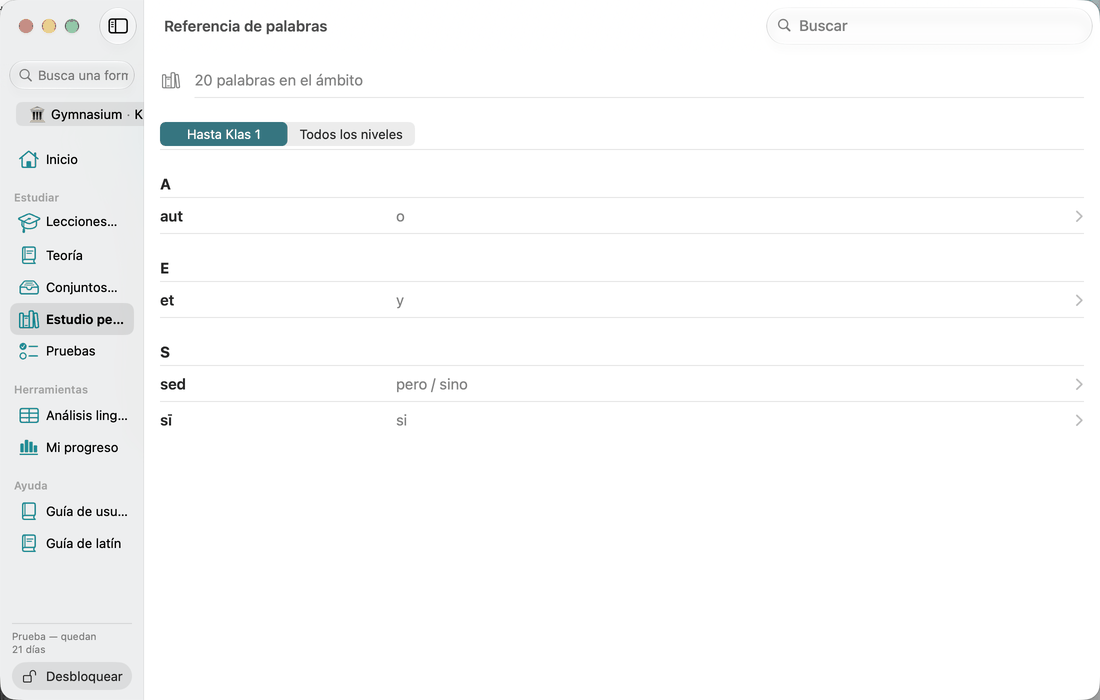 Referencia de palabras
Buscar
Busca una form
Gymnasium · K
Inicio
Estudiar
Lecciones...
Teoría
Conjuntos...
Estudio pe...
Pruebas
Herramientas
Análisis ling...
Mi progreso
Ayuda
Guía de usu...
Guía de latín
Prueba — quedan
21 días
Desbloquear
20 palabras en el ámbito
Hasta Klas 1 Todos los niveles
A
aut o
E
et y
S
sed pero / sino
sī si